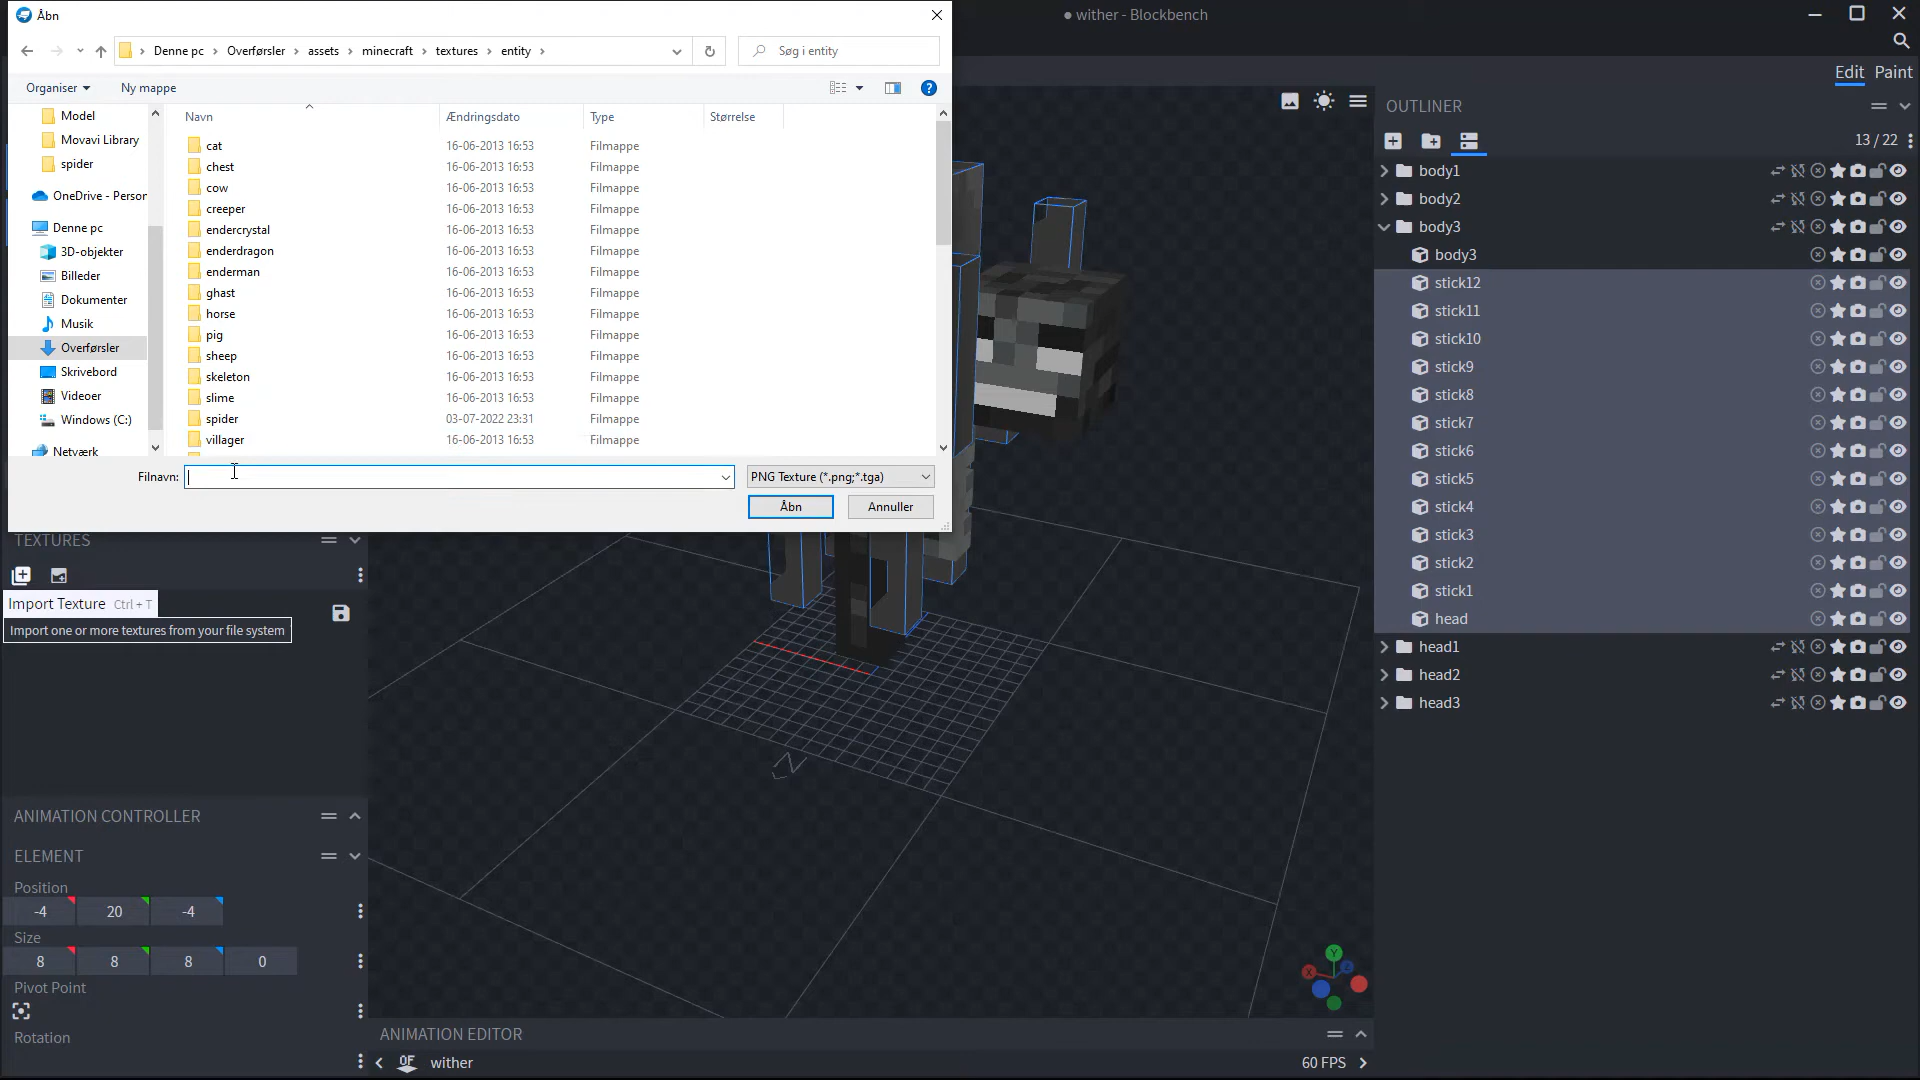 Åbn
● wither - Blockbench
Denne pc > Overførsler > assets > minecraft > textures > entity >
Søg i entity
Organiser
Ny mappe
Edit Paint
OUTLINER
13 / 22
Navn Ændringsdato Type Størrelse
Model
Movavi Library
spider
OneDrive - Person
Denne pc
3D-objekter
Billeder
Dokumenter
Musik
Overførsler
Skrivebord
Videoer
Windows (C:)
Netværk
cat 16-06-2013 16:53 Filmappe
chest 16-06-2013 16:53 Filmappe
cow 16-06-2013 16:53 Filmappe
creeper 16-06-2013 16:53 Filmappe
endercrystal 16-06-2013 16:53 Filmappe
enderdragon 16-06-2013 16:53 Filmappe
enderman 16-06-2013 16:53 Filmappe
ghast 16-06-2013 16:53 Filmappe
horse 16-06-2013 16:53 Filmappe
pig 16-06-2013 16:53 Filmappe
sheep 16-06-2013 16:53 Filmappe
skeleton 16-06-2013 16:53 Filmappe
slime 16-06-2013 16:53 Filmappe
spider 03-07-2022 23:31 Filmappe
villager 16-06-2013 16:53 Filmappe
Filnavn:
PNG Texture (*.png;*.tga)
Åbn
Annuller
body1
body2
body3
body3
stick12
stick11
stick10
stick9
stick8
stick7
stick6
stick5
stick4
stick3
stick2
stick1
head
head1
head2
head3
TEXTURES
Import Texture Ctrl + T
Import one or more textures from your file system
ANIMATION CONTROLLER
ELEMENT
Position
-4 20 -4
Size
8 8 8 0
Pivot Point
Rotation
N
Y
X
Z
ANIMATION EDITOR
OF wither
60 FPS